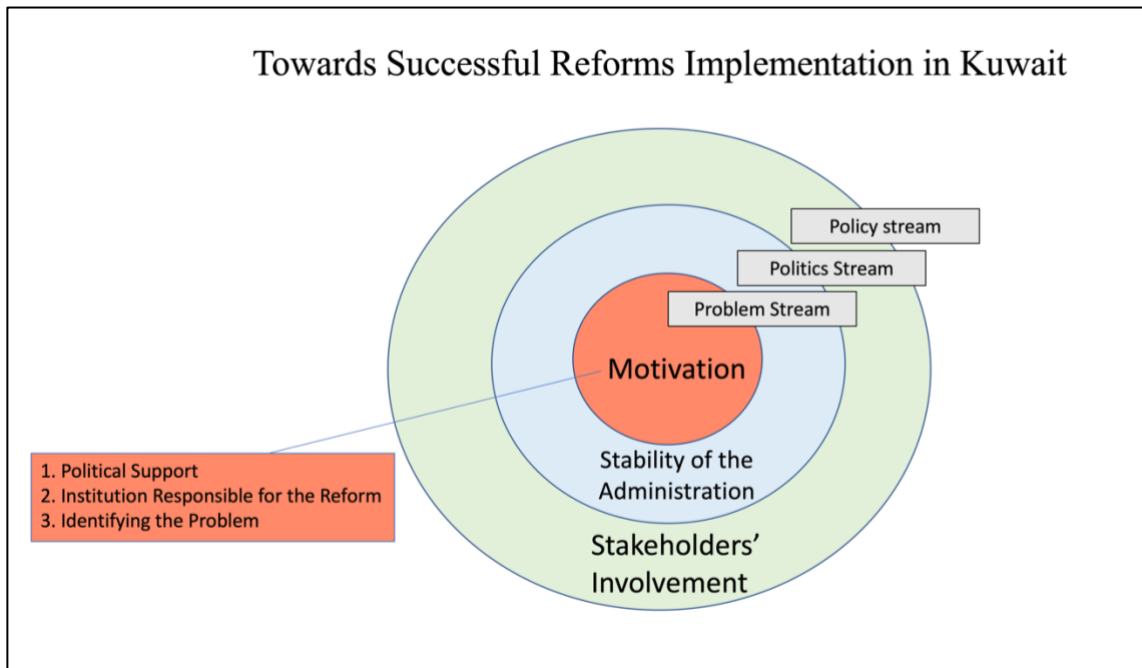 Towards Successful Reforms Implementation in Kuwait
Policy stream
Politics Stream
Problem Stream
Motivation
Stability of the
Administration
Stakeholders’
Involvement
1. Political Support
2. Institution Responsible for the Reform
3. Identifying the Problem